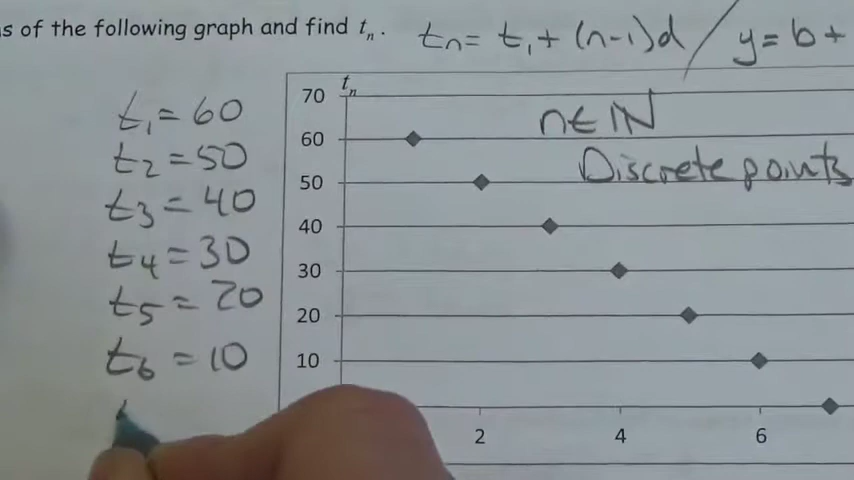 s of the following graph and find tₙ. tₙ = t₁ + (n-1)d / y = b +
t₁ = 60
t₂ = 50
t₃ = 40
t₄ = 30
t₅ = 20
t₆ = 10
tₙ
70
60
50
40
30
20
10
n ∈ ℕ
Discrete points
2 4 6